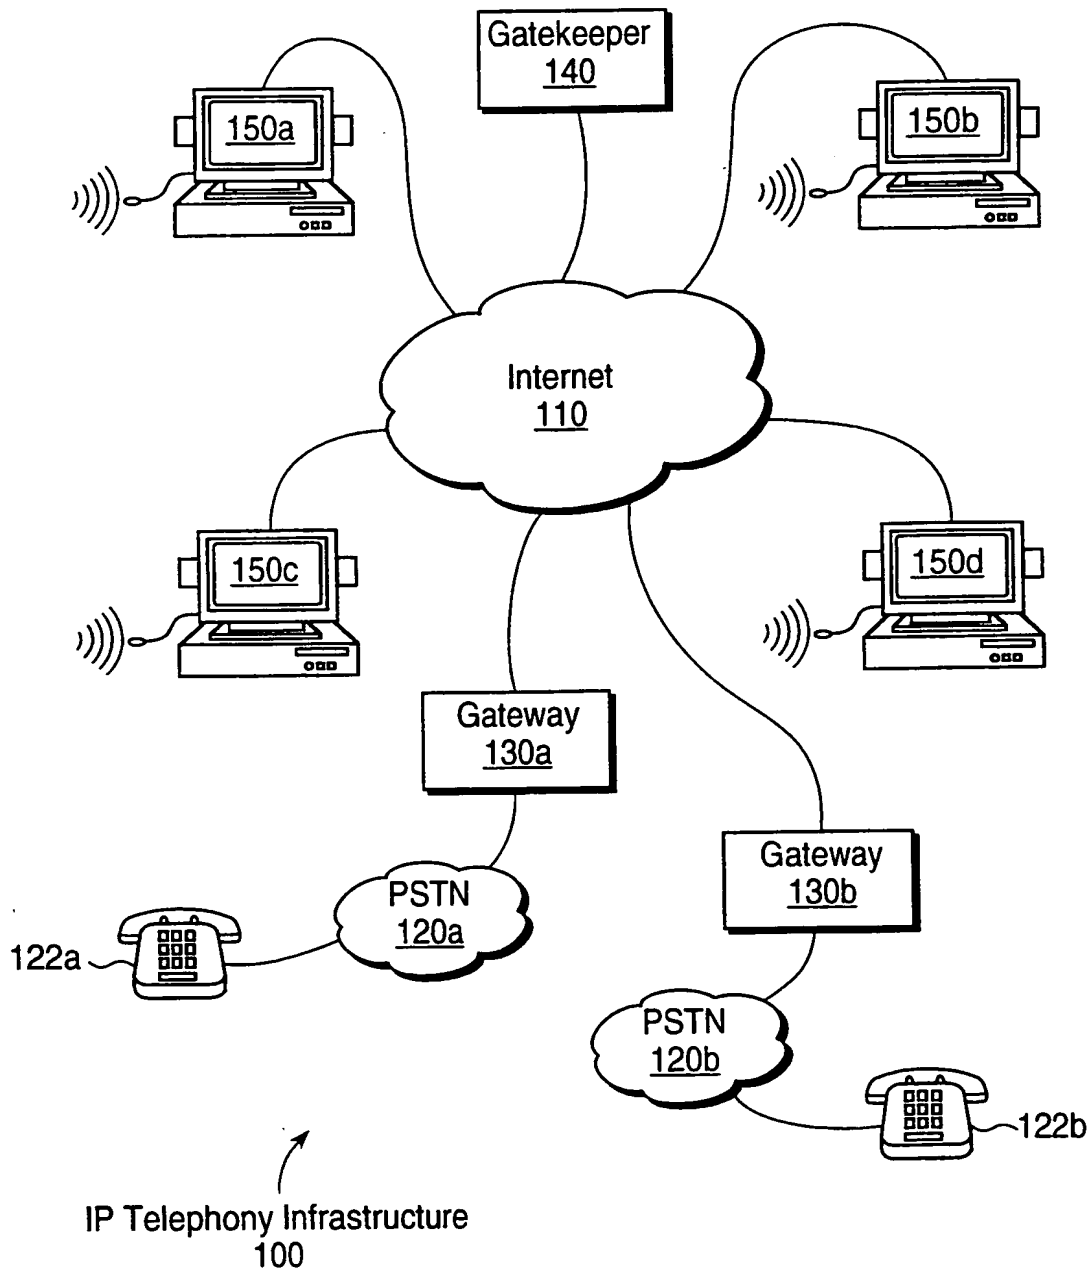 Gatekeeper
140
150a
150b
Internet
110
150c
150d
Gateway
130a
Gateway
130b
PSTN
120a
122a
PSTN
120b
122b
IP Telephony Infrastructure
100